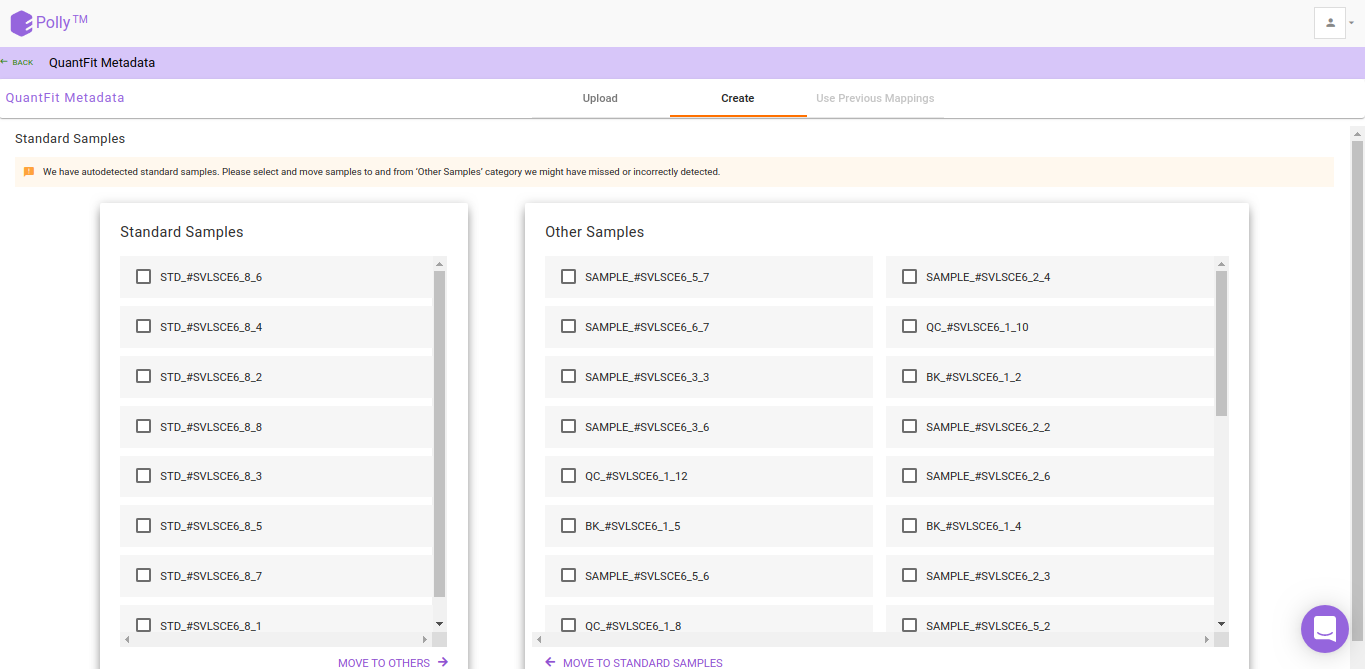 Polly TM
BACK
QuantFit Metadata
QuantFit Metadata
Upload
Create
Use Previous Mappings
Standard Samples
We have autodetected standard samples. Please select and move samples to and from 'Other Samples' category we might have missed or incorrectly detected.
Standard Samples
STD_#SVLSCE6_8_6
STD_#SVLSCE6_8_4
STD_#SVLSCE6_8_2
STD_#SVLSCE6_8_8
STD_#SVLSCE6_8_3
STD_#SVLSCE6_8_5
STD_#SVLSCE6_8_7
STD_#SVLSCE6_8_1
MOVE TO OTHERS
Other Samples
SAMPLE_#SVLSCE6_5_7
SAMPLE_#SVLSCE6_6_7
SAMPLE_#SVLSCE6_3_3
SAMPLE_#SVLSCE6_3_6
QC_#SVLSCE6_1_12
BK_#SVLSCE6_1_5
SAMPLE_#SVLSCE6_5_6
QC_#SVLSCE6_1_8
SAMPLE_#SVLSCE6_2_4
QC_#SVLSCE6_1_10
BK_#SVLSCE6_1_2
SAMPLE_#SVLSCE6_2_2
SAMPLE_#SVLSCE6_2_6
BK_#SVLSCE6_1_4
SAMPLE_#SVLSCE6_2_3
SAMPLE_#SVLSCE6_5_2
MOVE TO STANDARD SAMPLES